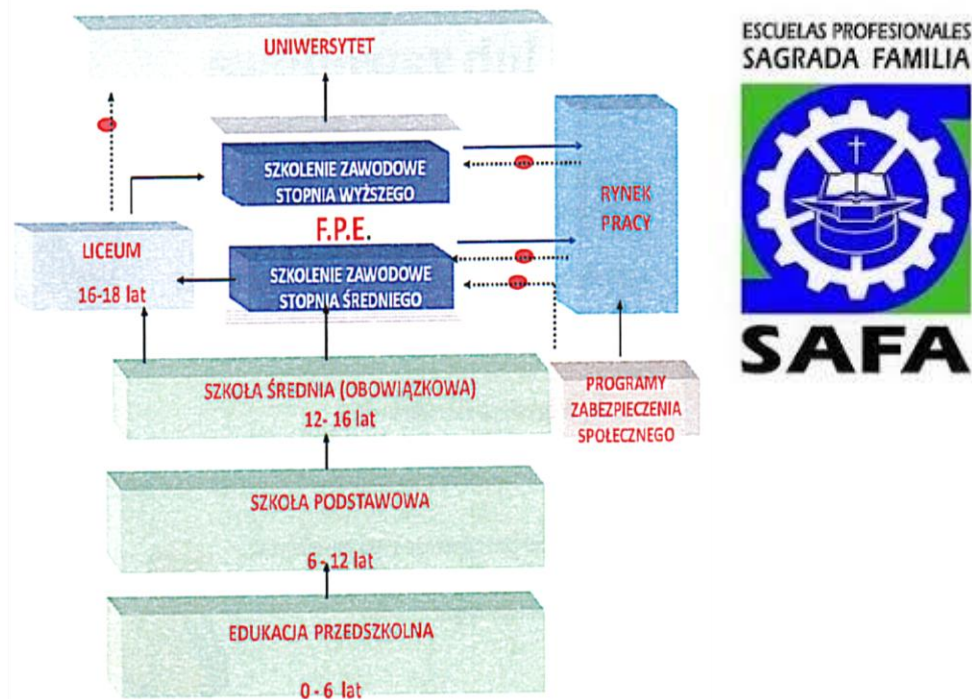 UNIWERSYTET
SZKOLENIE ZAWODOWE
STOPNIA WYŻSZEGO
F.P.E.
RYNEK
PRACY
LICEUM
16-18 lat
SZKOLENIE ZAWODOWE
STOPNIA ŚREDNIEGO
SZKOŁA ŚREDNIA (OBOWIĄZKOWA)
12- 16 lat
PROGRAMY
ZABEZPIECZENIA
SPOŁECZNEGO
SZKOŁA PODSTAWOWA
6 - 12 lat
EDUKACJA PRZEDSZKOLNA
0 - 6 lat
ESCUELAS PROFESIONALES
SAGRADA FAMILIA
SAFA